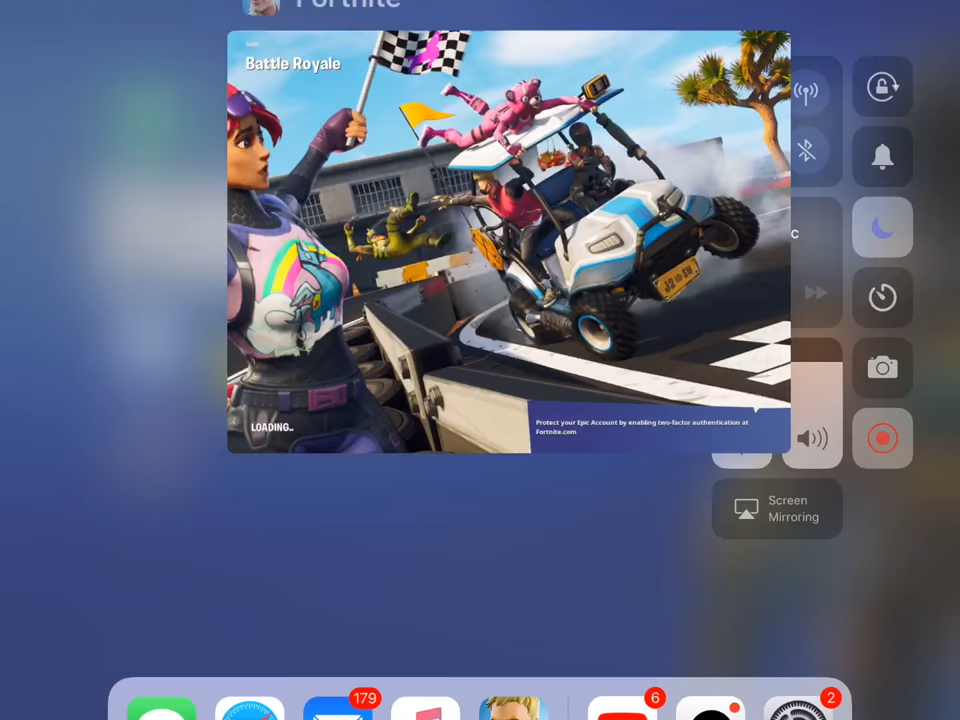 Fortnite
Solo
Battle Royale
C
LOADING..
Protect your Epic Account by enabling two-factor authentication at
Fortnite.com
Screen
Mirroring
179
6
2